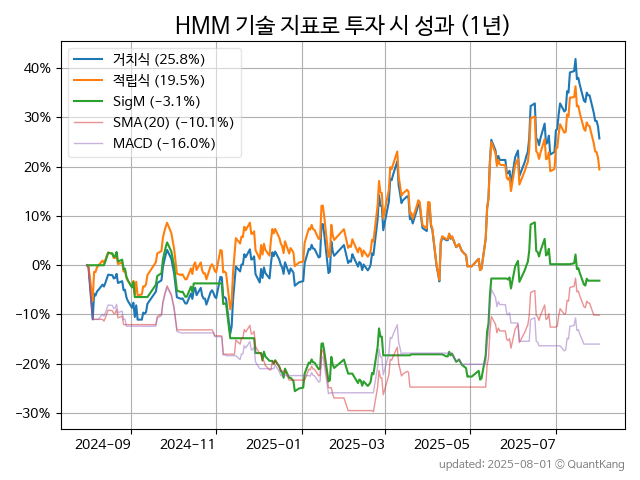 HMM 기술 지표로 투자 시 성과 (1년)
거치식 (25.8%)
적립식 (19.5%)
SigM (−3.1%)
SMA(20) (−10.1%)
MACD (−16.0%)
40%
30%
20%
10%
0%
−10%
−20%
−30%
2024−09 2024−11 2025−01 2025−03 2025−05 2025−07
updated: 2025-08-01 © QuantKang